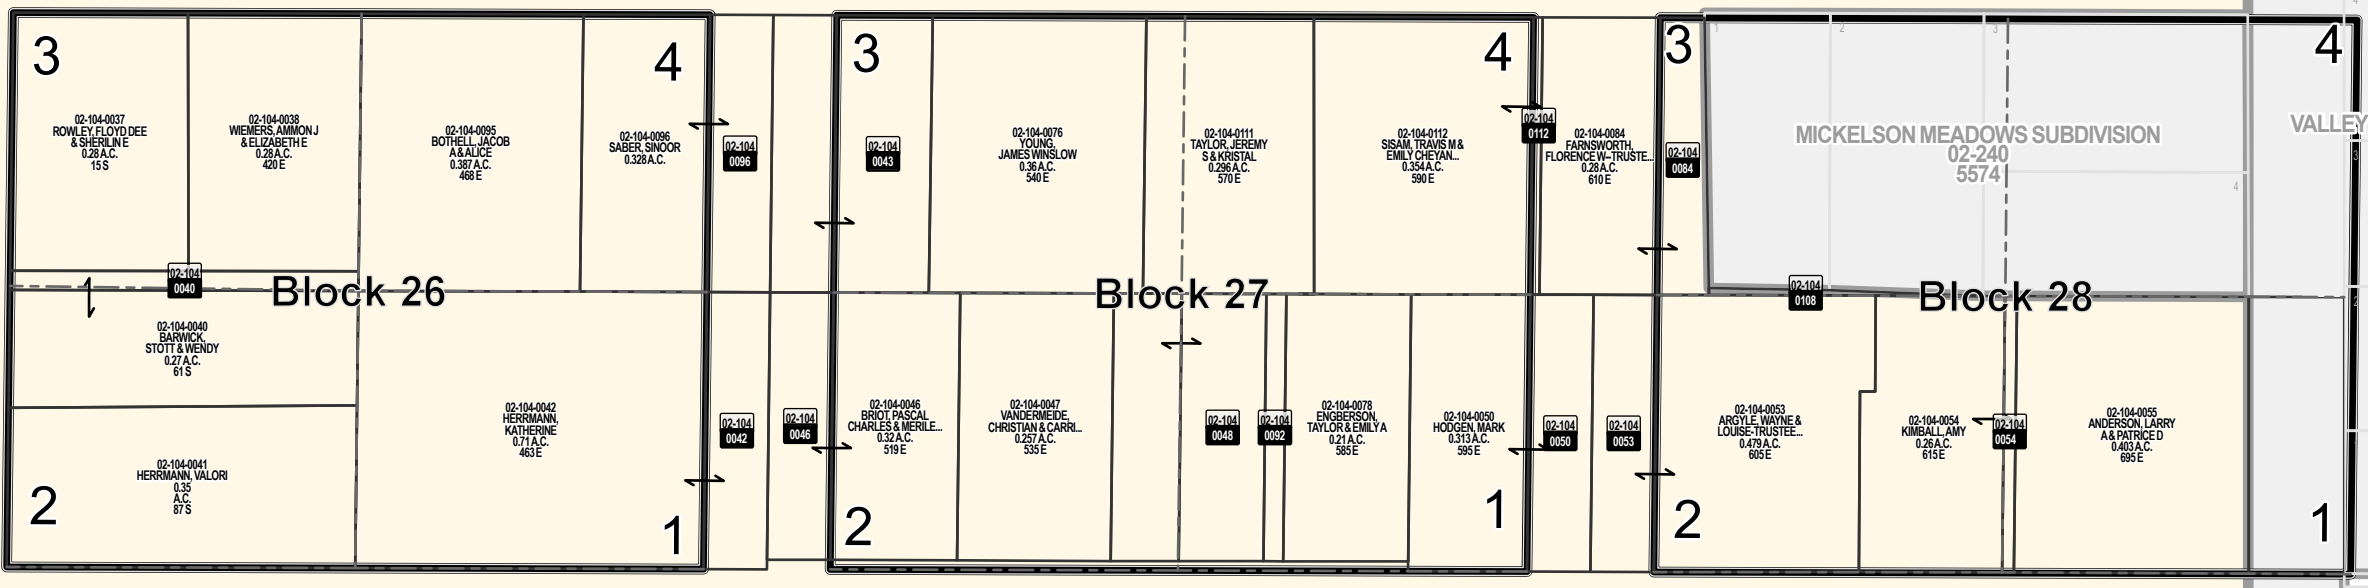 3
4
02-104-0037
ROWLEY, FLOYD DEE
& SHERILIN E
0.28 A.C.
15 S
02-104-0038
WIEMERS, AMMON J
& ELIZABETH E
0.28 A.C.
420 E
02-104-0095
BOTHELL, JACOB
A & ALICE
0.387 A.C.
468 E
02-104-0096
SABER, SINOOR
0.328 A.C.
02-104
0096
02-104
0040
Block 26
02-104-0040
BARWICK,
STOTT & WENDY
0.27 A.C.
61 S
02-104-0041
HERRMANN, VALORI
0.35
A.C.
87 S
02-104-0042
HERRMANN,
KATHERINE
0.71 A.C.
463 E
2
1
02-104
0042
02-104
0046
3
4
02-104
0043
02-104-0076
YOUNG,
JAMES WINSLOW
0.36 A.C.
540 E
02-104-0111
TAYLOR, JEREMY
S & KRISTAL
0.296 A.C.
570 E
02-104-0112
SISAM, TRAVIS M &
EMILY CHEYAN...
0.354 A.C.
590 E
02-104
0112
02-104-0084
FARNSWORTH,
FLORENCE W-TRUSTE...
0.28 A.C.
610 E
Block 27
02-104-0046
BRIOT, PASCAL
CHARLES & MERILE...
0.32 A.C.
519 E
02-104-0047
VANDERMEIDE,
CHRISTIAN & CARRI...
0.257 A.C.
535 E
02-104
0048
02-104
0092
02-104-0078
ENGBERSON,
TAYLOR & EMILY A
0.21 A.C.
585 E
02-104-0050
HODGEN, MARK
0.313 A.C.
595 E
2
1
02-104
0050
02-104
0053
3
4
02-104
0084
1
2
3
4
MICKELSON MEADOWS SUBDIVISION
02-240
5574
VALLEY
3
2
02-104
0108
Block 28
02-104-0053
ARGYLE, WAYNE &
LOUISE-TRUSTEE...
0.479 A.C.
605 E
02-104-0054
KIMBALL, AMY
0.26 A.C.
615 E
02-104
0054
02-104-0055
ANDERSON, LARRY
A & PATRICE D
0.403 A.C.
695 E
2
1